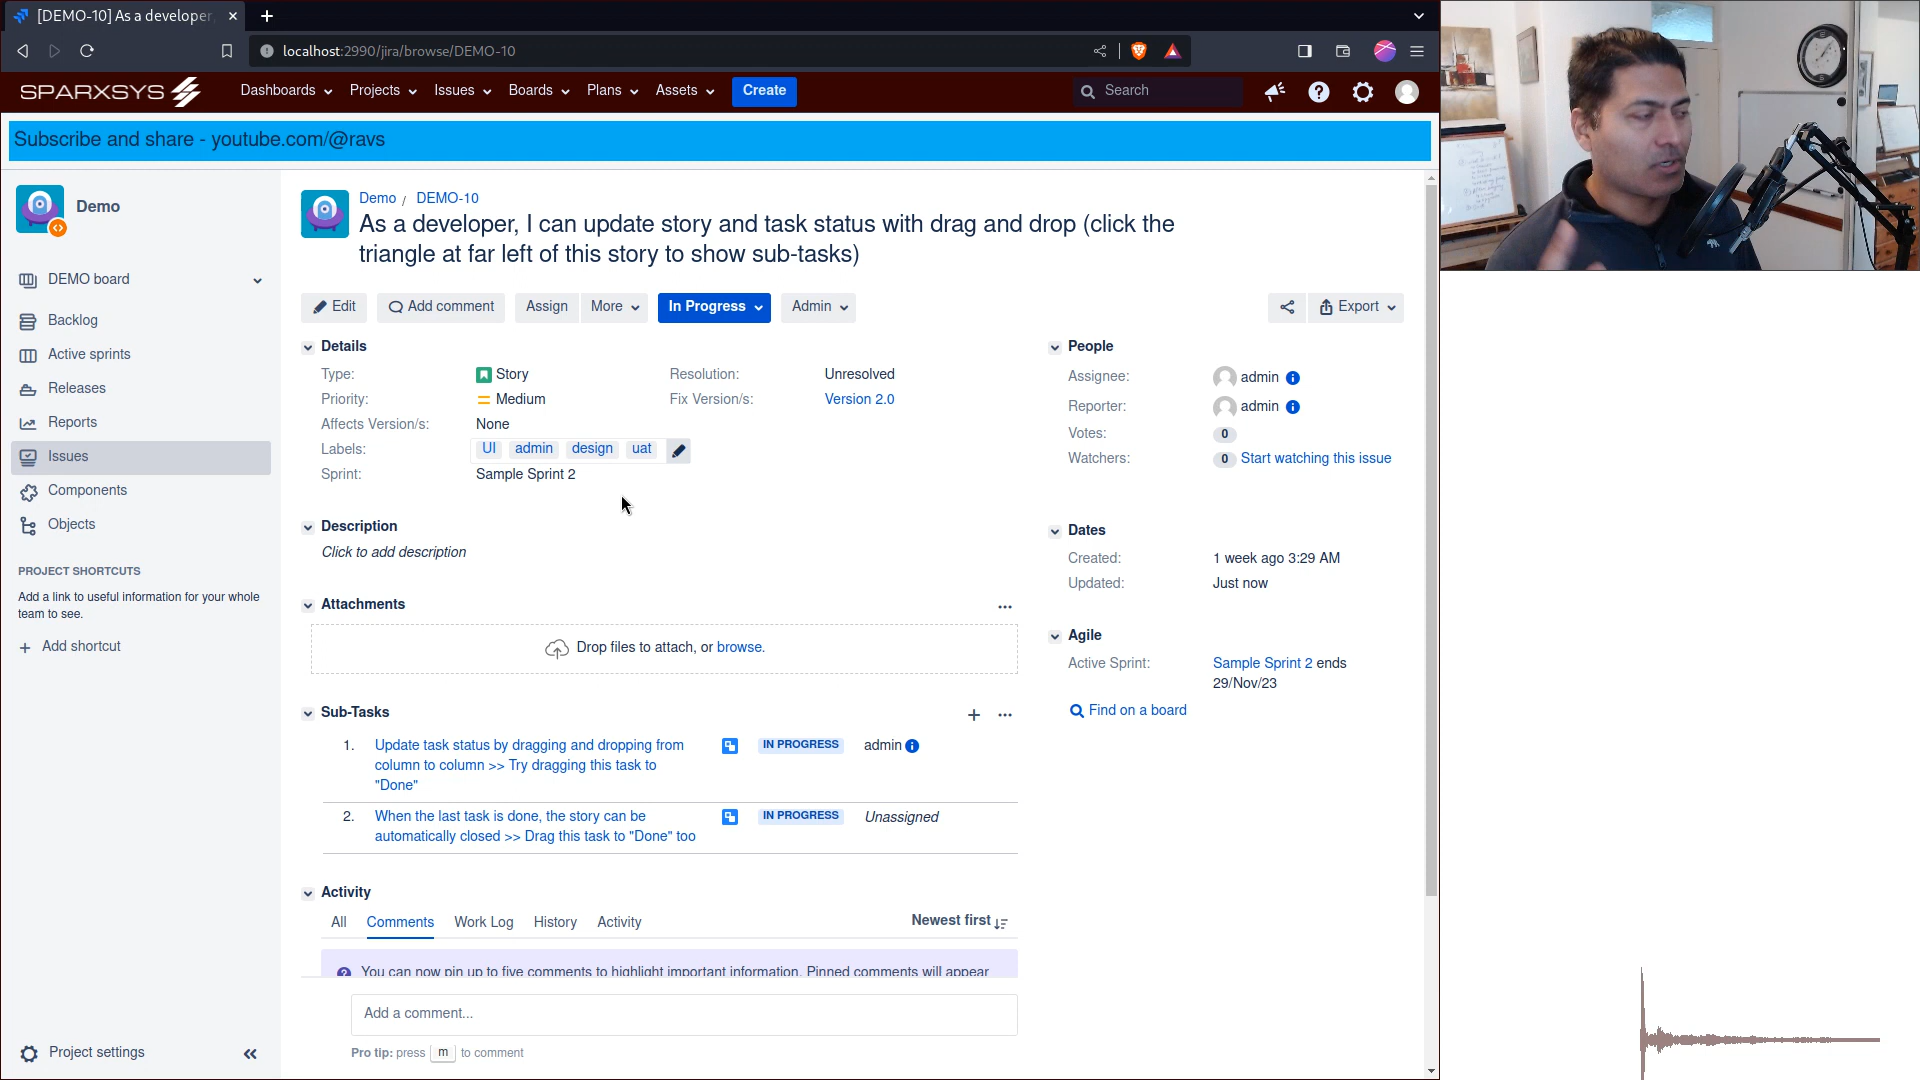 [DEMO-10] As a developer,
localhost:2990/jira/browse/DEMO-10
SPARXSYS
Dashboards
Projects
Issues
Boards
Plans
Assets
Create
Search
Subscribe and share - youtube.com/@ravs
Demo
DEMO board
Backlog
Active sprints
Releases
Reports
Issues
Components
Objects
PROJECT SHORTCUTS
Add a link to useful information for your whole
team to see.
Add shortcut
Project settings
Demo / DEMO-10
As a developer, I can update story and task status with drag and drop (click the
triangle at far left of this story to show sub-tasks)
Edit
Add comment
Assign
More
In Progress
Admin
Export
Details
Type: Story
Resolution: Unresolved
Priority: Medium
Fix Version/s: Version 2.0
Affects Version/s: None
Labels: UI admin design uat
Sprint: Sample Sprint 2
Description
Click to add description
Attachments
Drop files to attach, or browse.
Sub-Tasks
1. Update task status by dragging and dropping from
column to column >> Try dragging this task to
"Done"
IN PROGRESS
admin
2. When the last task is done, the story can be
automatically closed >> Drag this task to "Done" too
IN PROGRESS
Unassigned
Activity
All
Comments
Work Log
History
Activity
Newest first
You can now pin up to five comments to highlight important information. Pinned comments will appear
Add a comment...
Pro tip: press m to comment
People
Assignee: admin
Reporter: admin
Votes: 0
Watchers: 0 Start watching this issue
Dates
Created: 1 week ago 3:29 AM
Updated: Just now
Agile
Active Sprint: Sample Sprint 2 ends
29/Nov/23
Find on a board